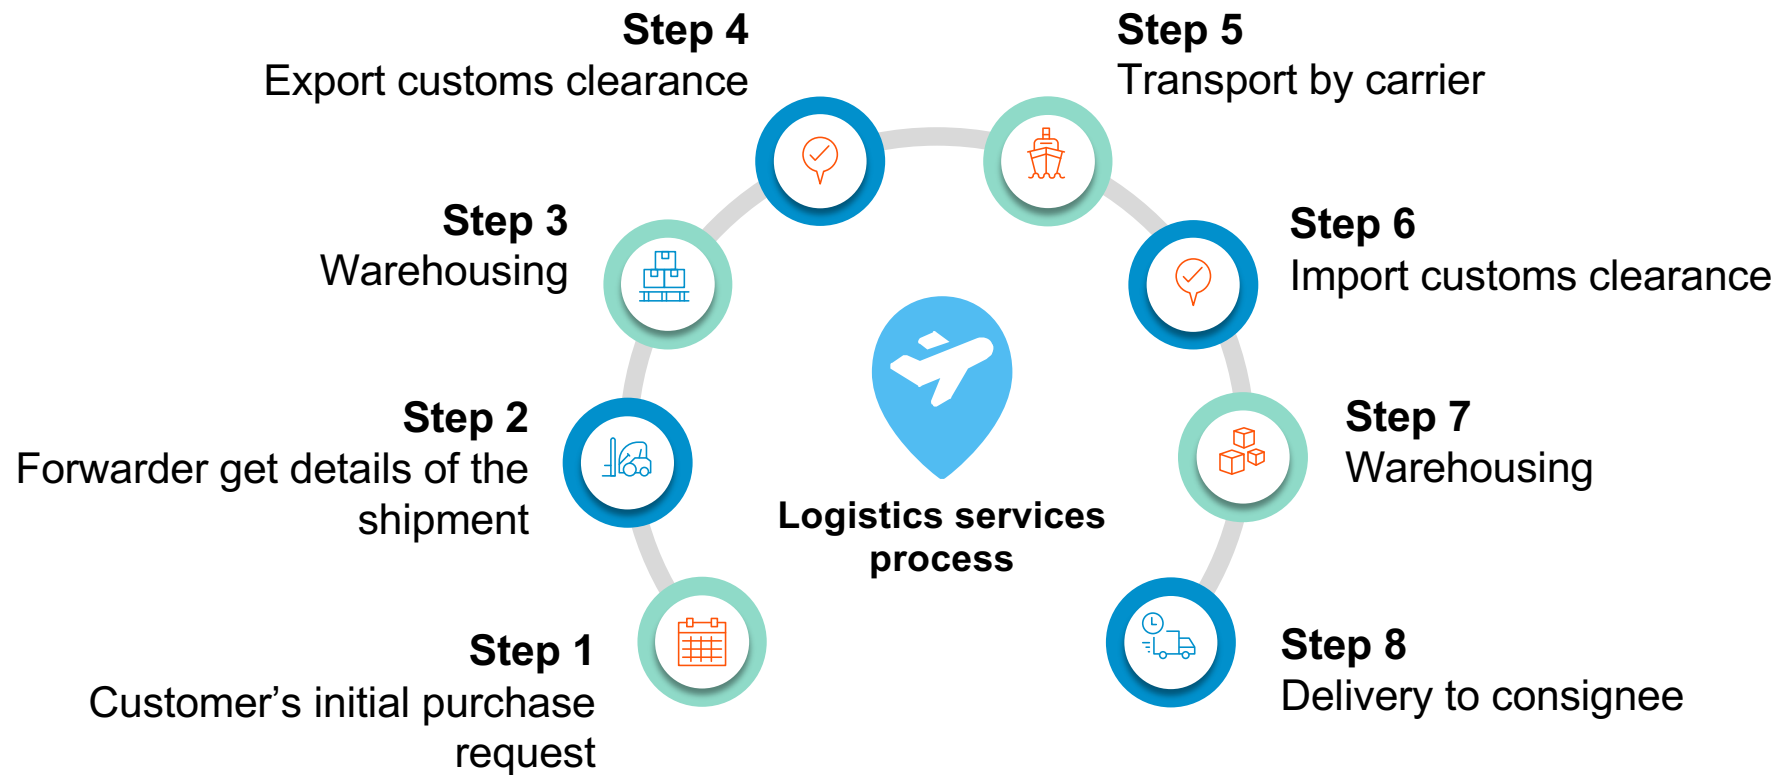 Step 1
Customer’s initial purchase
request
Step 2
Forwarder get details of the
shipment
Step 3
Warehousing
Step 4
Export customs clearance
Step 5
Transport by carrier
Step 6
Import customs clearance
Step 7
Warehousing
Step 8
Delivery to consignee
Logistics services
process